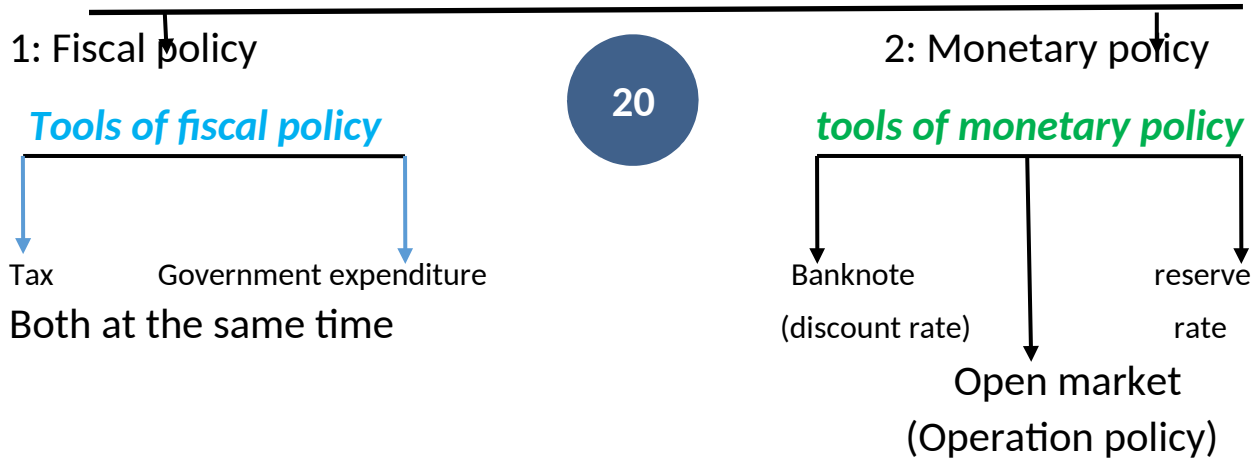 1: Fiscal policy
2: Monetary policy
20
Tools of fiscal policy
tools of monetary policy
Tax
Government expenditure
Banknote
reserve
Both at the same time
(discount rate)
rate
Open market
(Operation policy)